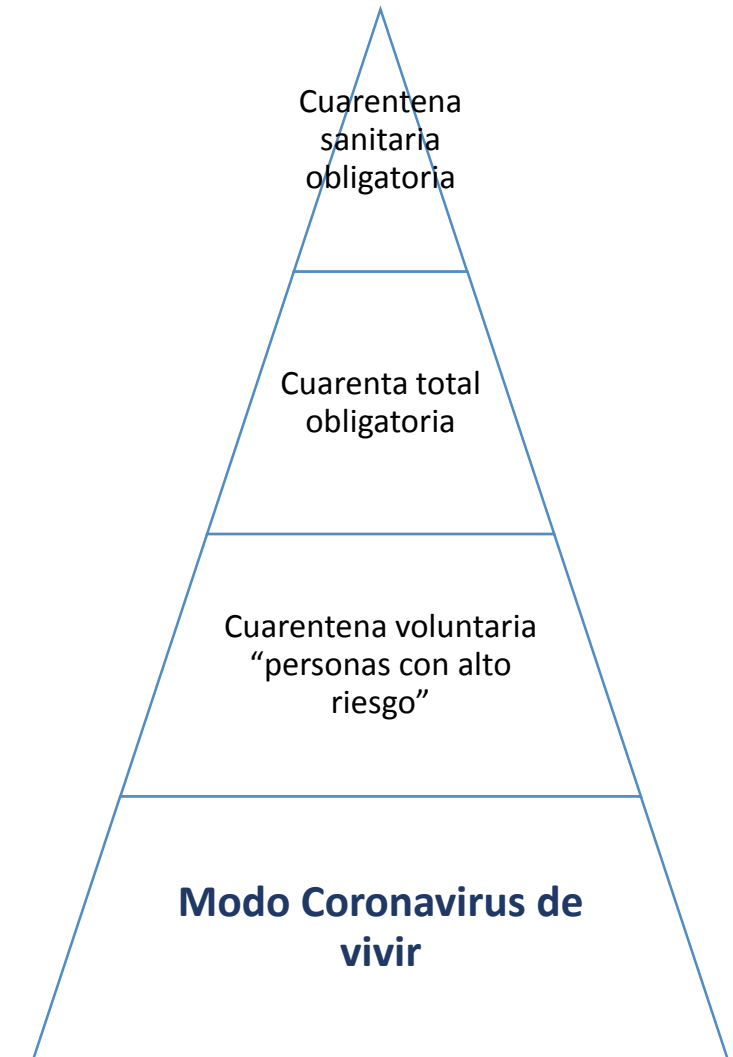 Cuarentena
sanitaria
obligatoria
Cuarenta total
obligatoria
Cuarentena voluntaria
“personas con alto
riesgo”
Modo Coronavirus de
vivir